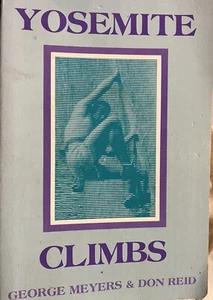 YOSEMITE
CLIMBS
GEORGE MEYERS & DON REID